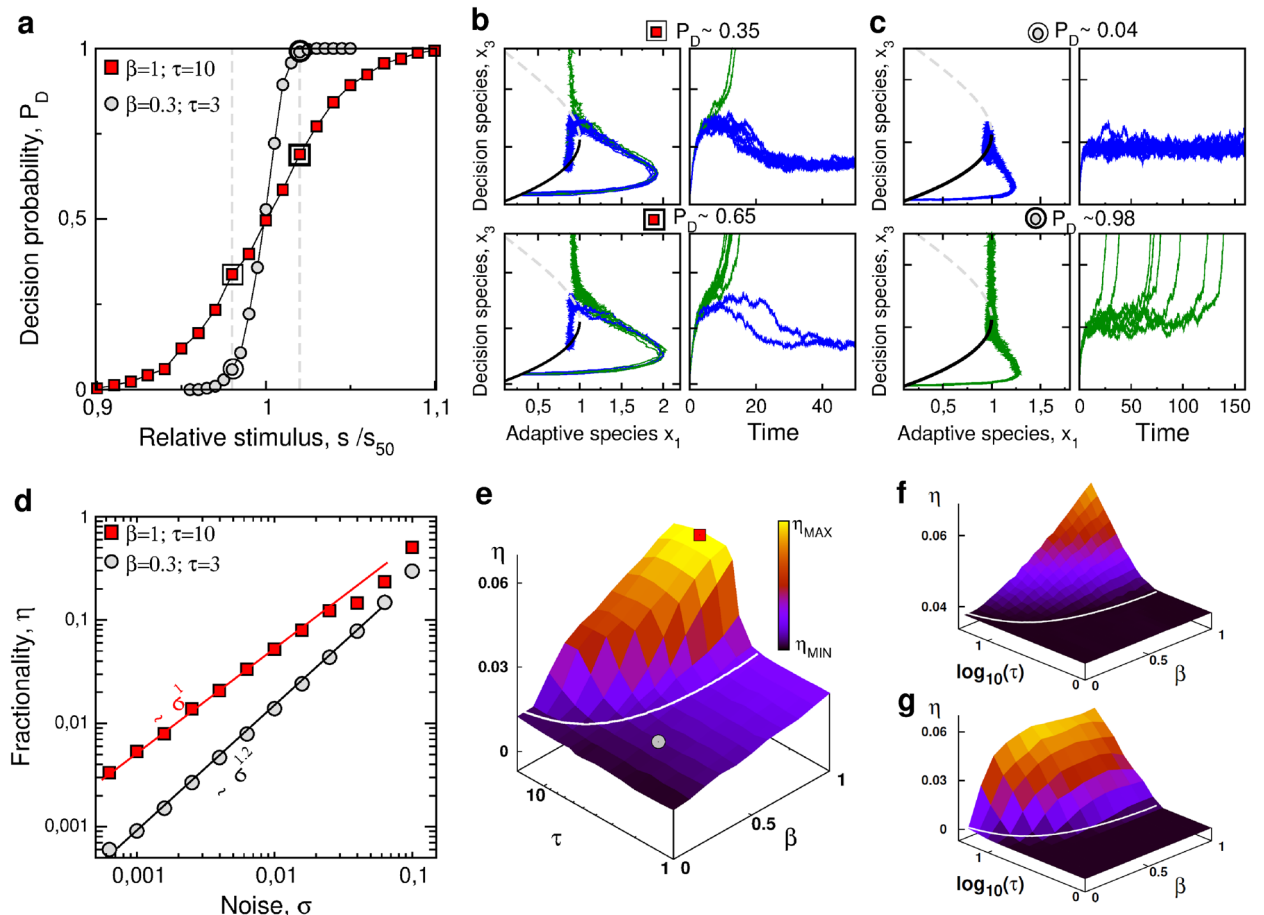 a
Decision probability, P_D
1
0,5
0
β=1; τ=10
β=0.3; τ=3
0,9
1
1,1
Relative stimulus, s /s_50
b
P_D ~ 0.35
Decision species, x_3
P_D ~ 0.65
Decision species, x_3
0,5 1 1,5 2
Adaptive species x_1
0 20 40
Time
c
P_D ~ 0.04
Decision species, x_3
P_D ~0.98
Decision species, x_3
0,5 1 1,5
Adaptive species, x_1
0 50 100 150
Time
d
Fractionality, η
1
0,1
0,01
0,001
β=1; τ=10
β=0.3; τ=3
~ σ^1
~ σ^1.2
0,001 0,01 0,1
Noise, σ
e
η
0.06
0.03
0
η_MAX
η_MIN
10
τ
1
0
0.5
β
1
f
η
0.06
0.04
1
log_10(τ)
0
0
0.5
β
1
g
η
0.06
0.03
0
1
log_10(τ)
0
0
0.5
β
1